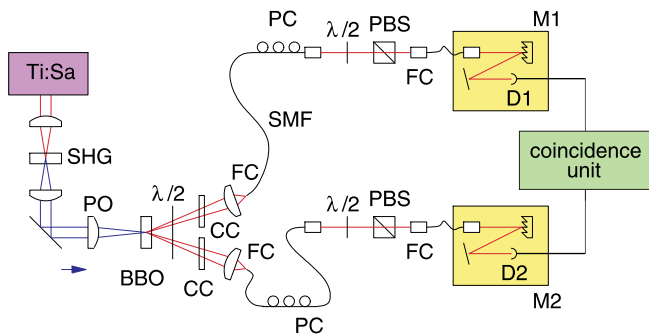 PC
λ/2
PBS
M1
Ti:Sa
FC
D1
SMF
SHG
coincidence
unit
FC
λ/2
PO
λ/2
PBS
CC
FC
BBO
CC
FC
D2
PC
M2